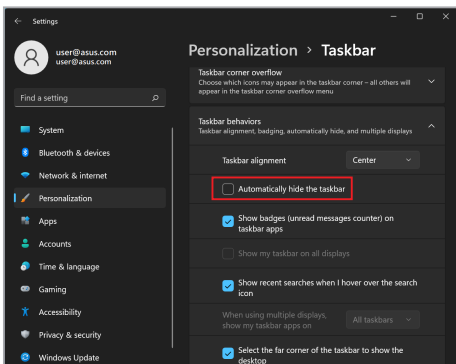 Settings
user@asus.com
user@asus.com
Find a setting
System
Bluetooth & devices
Network & internet
Personalization
Apps
Accounts
Time & language
Gaming
Accessibility
Privacy & security
Windows Update
Personalization > Taskbar
Taskbar corner overflow
Choose which icons may appear in the taskbar corner – all others will
appear in the taskbar corner overflow menu
Taskbar behaviors
Taskbar alignment, badging, automatically hide, and multiple displays
Taskbar alignment
Center
Automatically hide the taskbar
Show badges (unread messages counter) on
taskbar apps
Show my taskbar on all displays
Show recent searches when I hover over the search
icon
When using multiple displays,
show my taskbar apps on
All taskbars
Select the far corner of the taskbar to show the
desktop